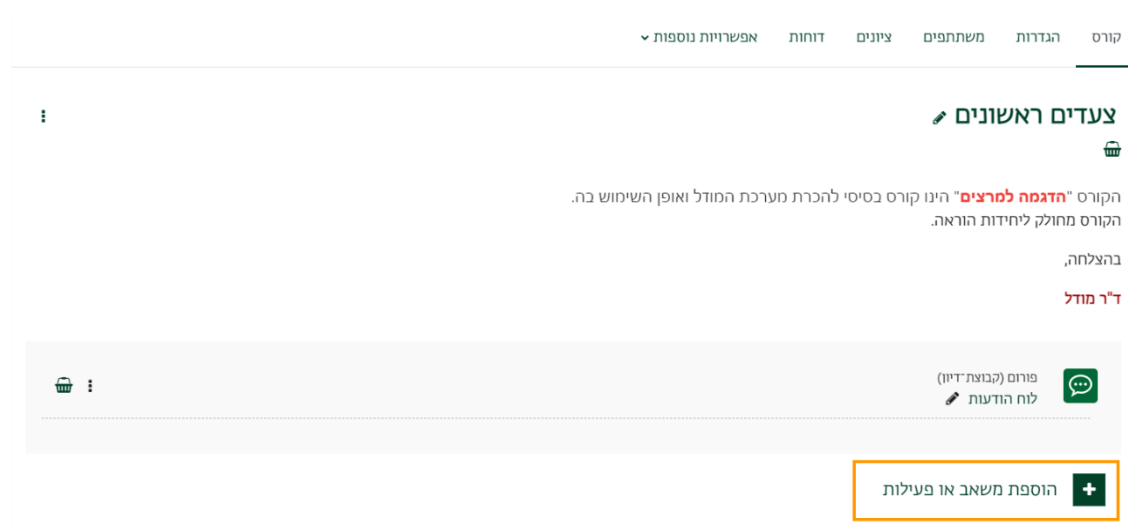 קורס הגדרות משתתפים ציונים דוחות אפשרויות נוספות
צעדים ראשונים
הקורס "הדגמה למרצים" הינו קורס בסיסי להכרת מערכת המודל ואופן השימוש בה.
הקורס מחולק ליחידות הוראה.
בהצלחה,
ד"ר מודל
פורום (קבוצת־דיון)
לוח הודעות
הוספת משאב או פעילות